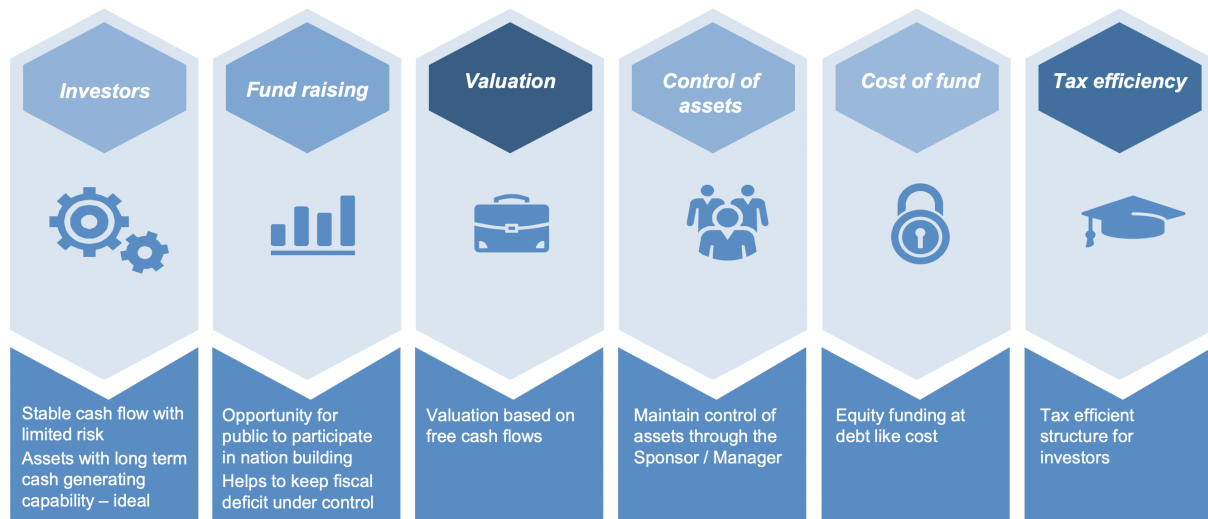 Investors
Fund raising
Valuation
Control of
assets
Cost of fund
Tax efficiency
Stable cash flow with
limited risk
Assets with long term
cash generating
capability – ideal
Opportunity for
public to participate
in nation building
Helps to keep fiscal
deficit under control
Valuation based on
free cash flows
Maintain control of
assets through the
Sponsor / Manager
Equity funding at
debt like cost
Tax efficient
structure for
investors